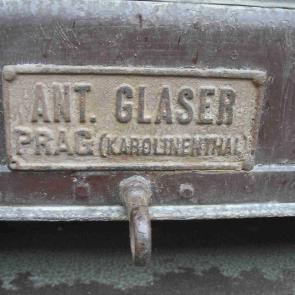 ANT. GLASER
PRAG (KAROLINENTHAL)